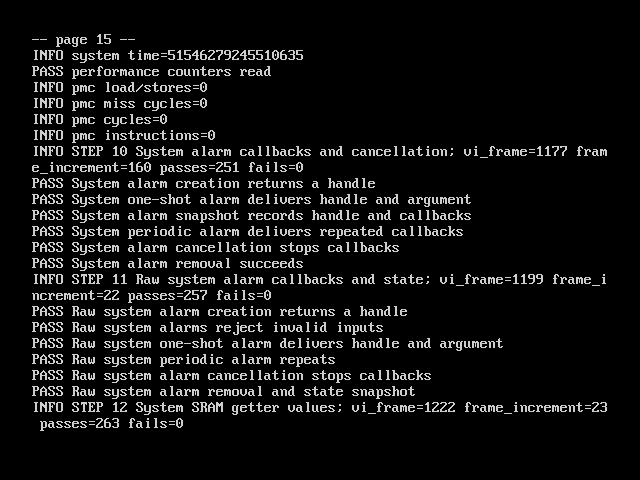 -- page 15 --
INFO system time=51546279245510635
PASS performance counters read
INFO pmc load/stores=0
INFO pmc miss cycles=0
INFO pmc cycles=0
INFO pmc instructions=0
INFO STEP 10 System alarm callbacks and cancellation; vi_frame=1177 fram
e_increment=160 passes=251 fails=0
PASS System alarm creation returns a handle
PASS System one-shot alarm delivers handle and argument
PASS System alarm snapshot records handle and callbacks
PASS System periodic alarm delivers repeated callbacks
PASS System alarm cancellation stops callbacks
PASS System alarm removal succeeds
INFO STEP 11 Raw system alarm callbacks and state; vi_frame=1199 frame_i
ncrement=22 passes=257 fails=0
PASS Raw system alarm creation returns a handle
PASS Raw system alarms reject invalid inputs
PASS Raw system one-shot alarm delivers handle and argument
PASS Raw system periodic alarm repeats
PASS Raw system alarm cancellation stops callbacks
PASS Raw system alarm removal and state snapshot
INFO STEP 12 System SRAM getter values; vi_frame=1222 frame_increment=23
 passes=263 fails=0